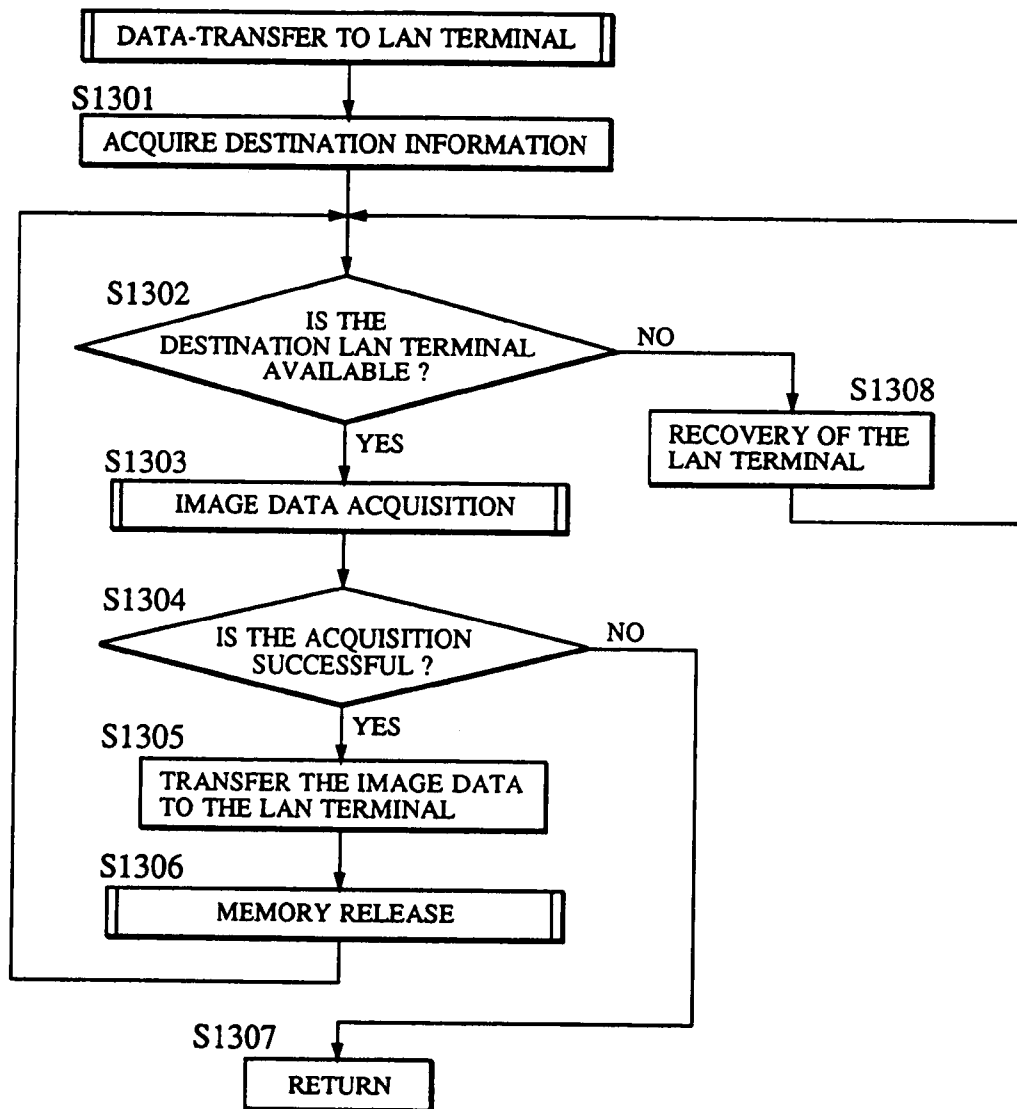 DATA-TRANSFER TO LAN TERMINAL
S1301
ACQUIRE DESTINATION INFORMATION
S1302
IS THE
DESTINATION LAN TERMINAL
AVAILABLE ?
NO
YES
S1308
RECOVERY OF THE
LAN TERMINAL
S1303
IMAGE DATA ACQUISITION
S1304
IS THE ACQUISITION
SUCCESSFUL ?
NO
YES
S1305
TRANSFER THE IMAGE DATA
TO THE LAN TERMINAL
S1306
MEMORY RELEASE
S1307
RETURN